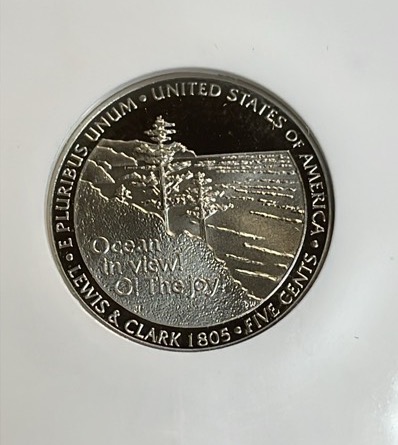 E PLURIBUS UNUM • UNITED STATES OF AMERICA •
Ocean
in view!
O! the joy!
LEWIS & CLARK 1805 • FIVE CENTS